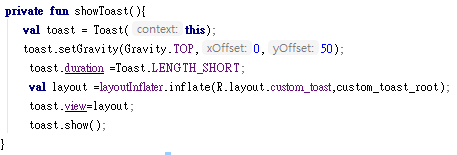 private fun showToast(){
val toast = Toast( context: this);
toast.setGravity(Gravity.TOP, xOffset: 0, yOffset: 50);
toast.duration =Toast.LENGTH_SHORT;
val layout =layoutInflater.inflate(R.layout.custom_toast,custom_toast_root);
toast.view=layout;
toast.show();
}